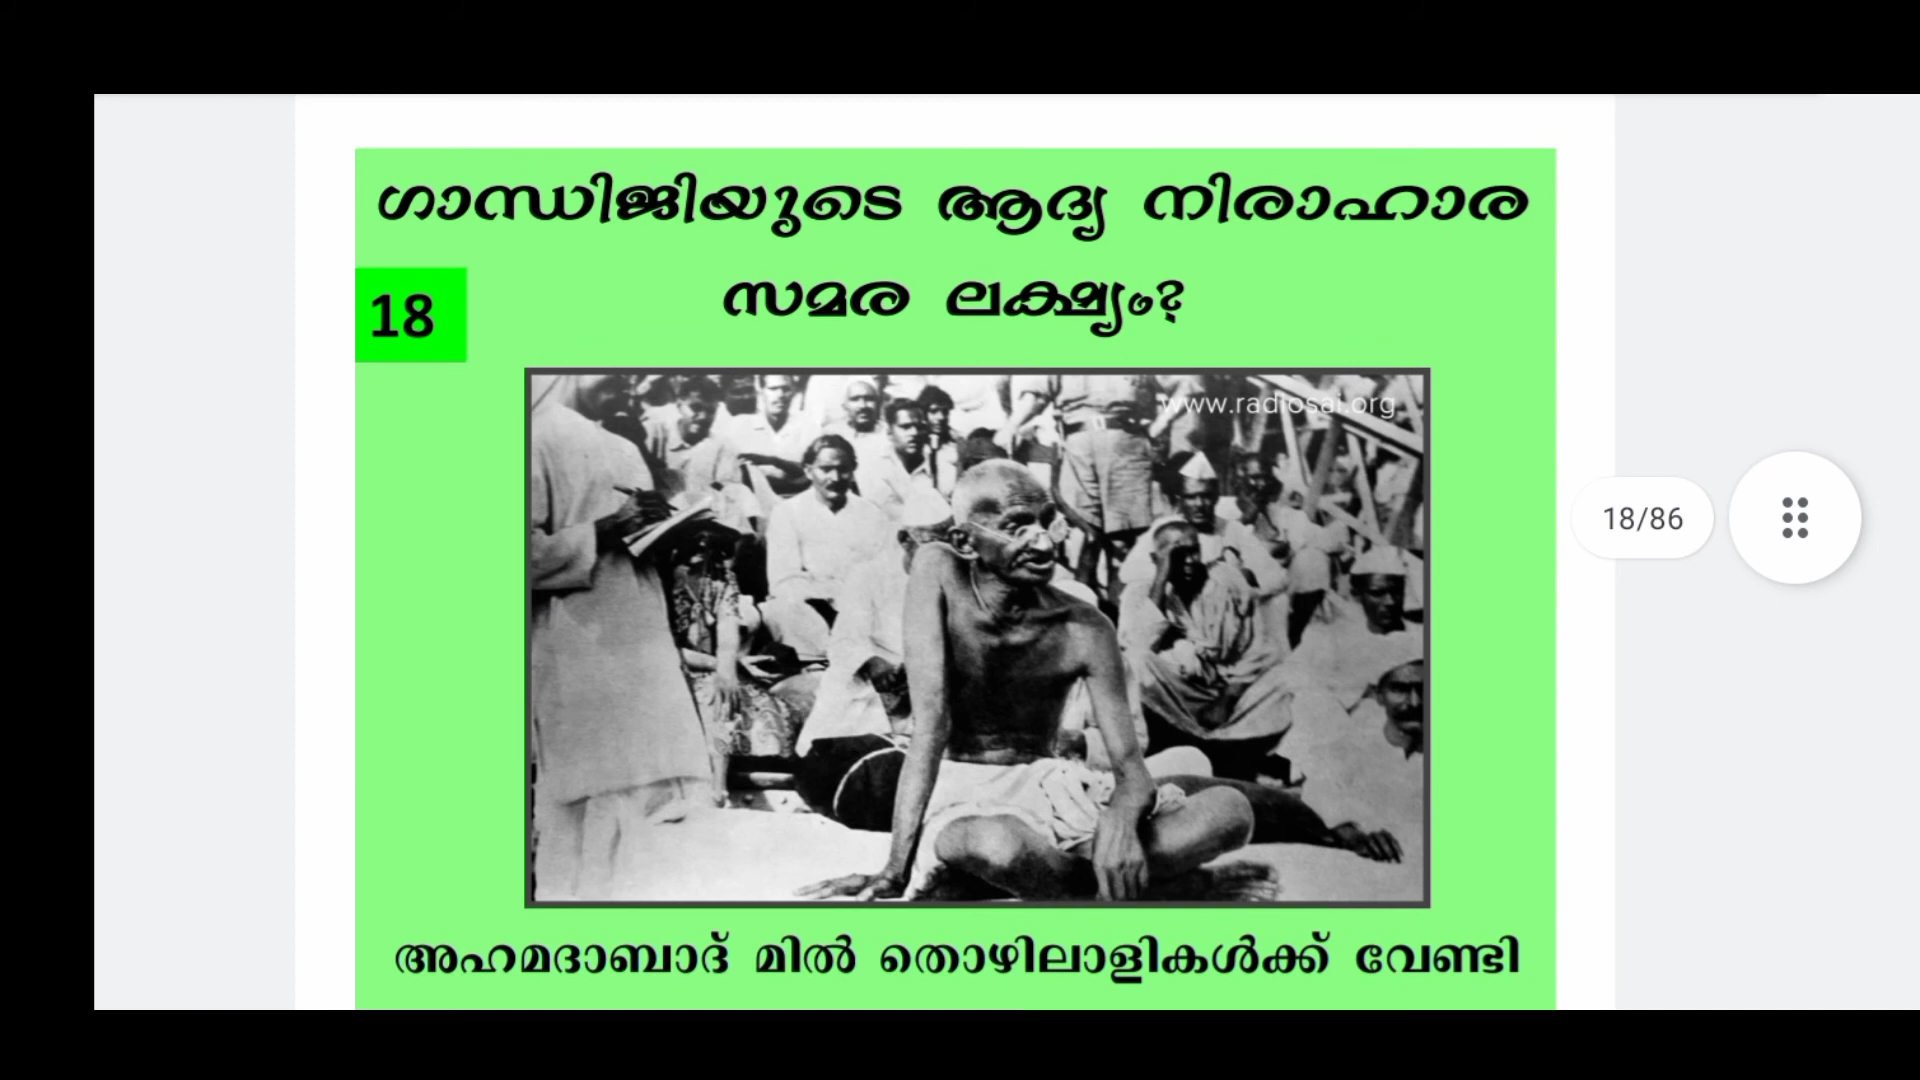 ഗാന്ധിജിയുടെ ആദ്യ നിരാഹാര
സമര ലക്ഷ്യം?
18
www.radiosai.org
18/86
അഹമദാബാദ് മിൽ തൊഴിലാളികൾക്ക് വേണ്ടി